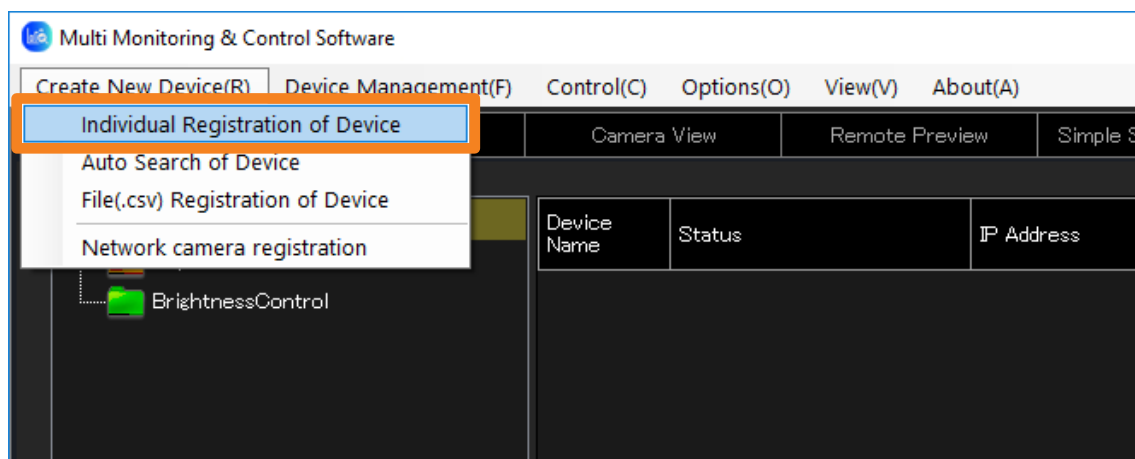 Multi Monitoring & Control Software
Create New Device(R) Device Management(F) Control(C) Options(O) View(V) About(A)
Individual Registration of Device
Auto Search of Device
File(.csv) Registration of Device
Network camera registration
Camera View Remote Preview Simple
Device
Name
Status
IP Address
BrightnessControl